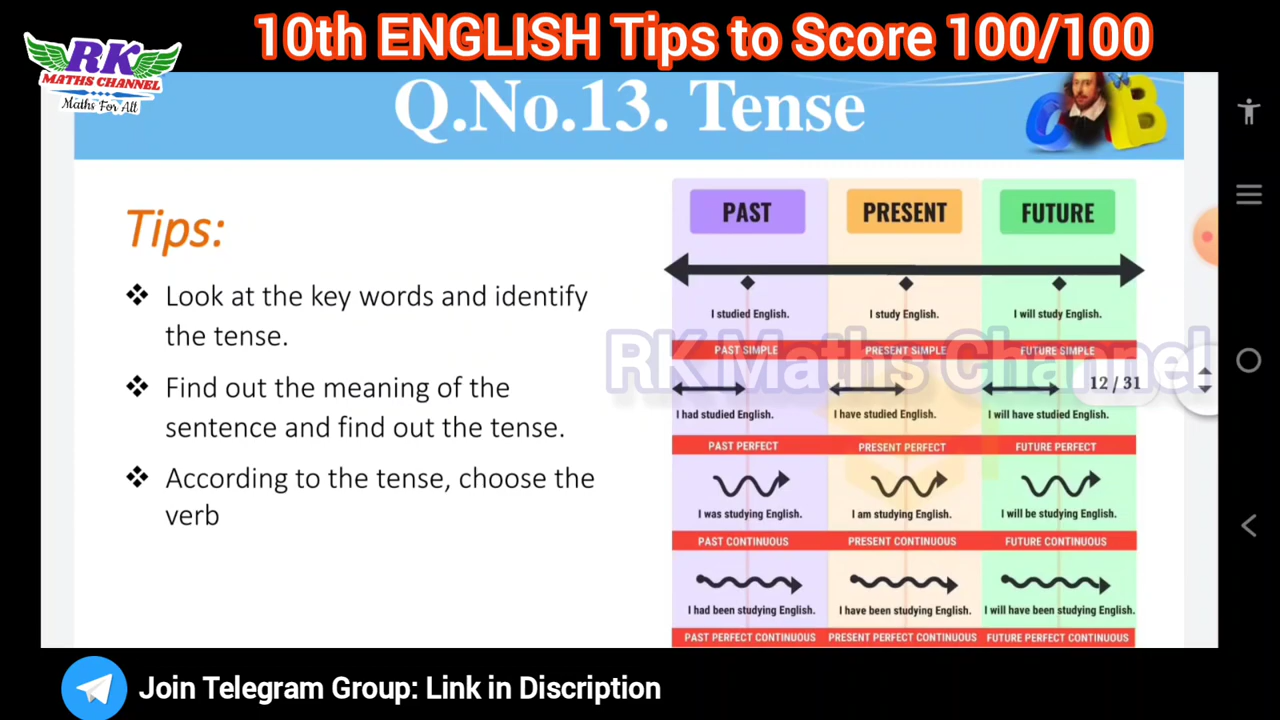 10th ENGLISH Tips to Score 100/100
RK
MATHS CHANNEL
Maths For All
Q.No.13. Tense
Tips:
❖ Look at the key words and identify
the tense.
❖ Find out the meaning of the
sentence and find out the tense.
❖ According to the tense, choose the
verb
PAST PRESENT FUTURE
I studied English. I study English. I will study English.
PAST SIMPLE PRESENT SIMPLE FUTURE SIMPLE
RK Maths Channel
12 / 31
I had studied English. I have studied English. I will have studied English.
PAST PERFECT PRESENT PERFECT FUTURE PERFECT
I was studying English. I am studying English. I will be studying English.
PAST CONTINUOUS PRESENT CONTINUOUS FUTURE CONTINUOUS
I had been studying English. I have been studying English. I will have been studying English.
PAST PERFECT CONTINUOUS PRESENT PERFECT CONTINUOUS FUTURE PERFECT CONTINUOUS
Join Telegram Group: Link in Discription